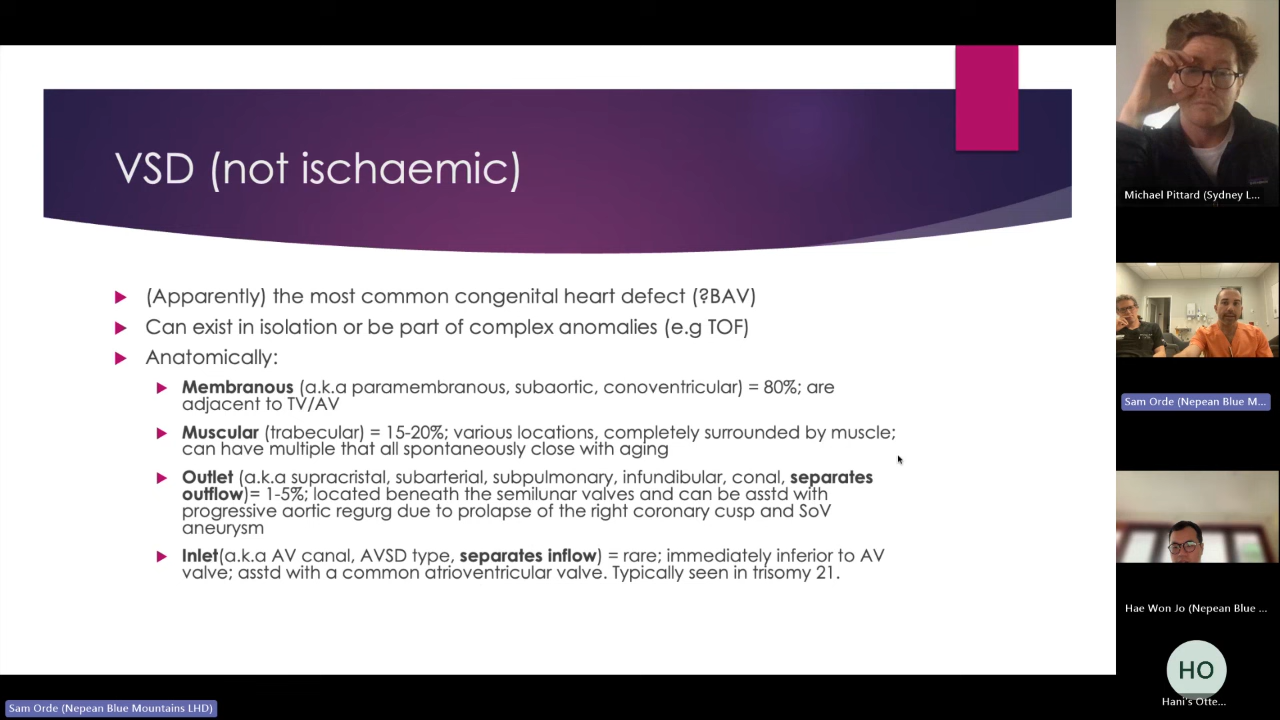 VSD (not ischaemic)
(Apparently) the most common congenital heart defect (?BAV)
Can exist in isolation or be part of complex anomalies (e.g TOF)
Anatomically:
Membranous (a.k.a paramembranous, subaortic, conoventricular) = 80%; are
adjacent to TV/AV
Muscular (trabecular) = 15-20%; various locations, completely surrounded by muscle;
can have multiple that all spontaneously close with aging
Outlet (a.k.a supracristal, subarterial, subpulmonary, infundibular, conal, separates
outflow)= 1-5%; located beneath the semilunar valves and can be asstd with
progressive aortic regurg due to prolapse of the right coronary cusp and SoV
aneurysm
Inlet(a.k.a AV canal, AVSD type, separates inflow) = rare; immediately inferior to AV
valve; asstd with a common atrioventricular valve. Typically seen in trisomy 21.
Michael Pittard (Sydney L...
Sam Orde (Nepean Blue M...
Hae Won Jo (Nepean Blue ...
HO
Hani's Otte...
Sam Orde (Nepean Blue Mountains LHD)